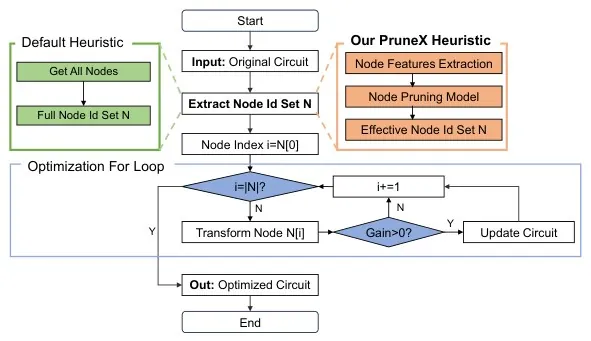 Start
Default Heuristic
Get All Nodes
Full Node Id Set N
Input: Original Circuit
Extract Node Id Set N
Node Index i=N[0]
Our PruneX Heuristic
Node Features Extraction
Node Pruning Model
Effective Node Id Set N
Optimization For Loop
i=|N|?
i+=1
N
N
Y
Y
Transform Node N[i]
Gain>0?
Update Circuit
Out: Optimized Circuit
End